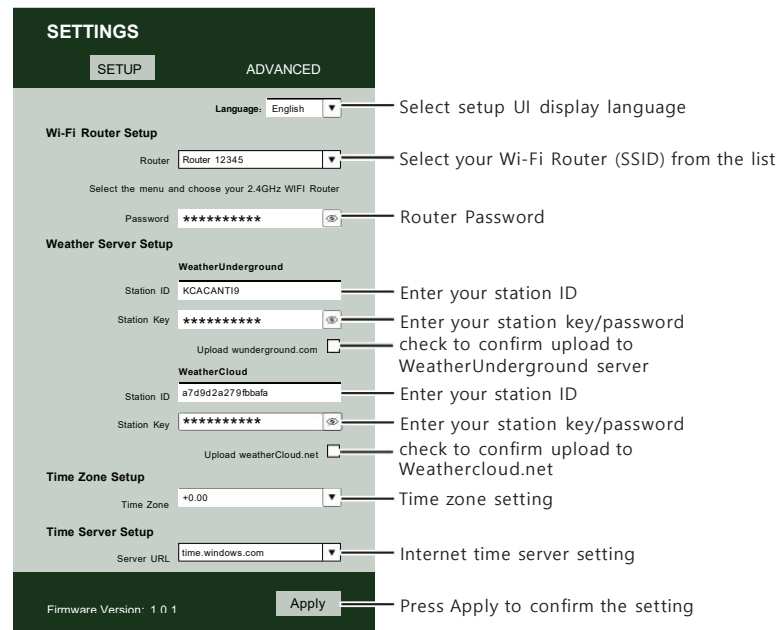 SETTINGS
SETUP ADVANCED
Language: English ▼ Select setup UI display language
Wi-Fi Router Setup
Router Router 12345 ▼ Select your Wi-Fi Router (SSID) from the list
Select the menu and choose your 2.4GHz WIFI Router
Password ********** Router Password
Weather Server Setup
WeatherUnderground
Station ID KCACANTI9 Enter your station ID
Station Key ********** Enter your station key/password
Upload wunderground.com check to confirm upload to
WeatherUnderground server
WeatherCloud
Station ID a7d9d2a279fbbafa Enter your station ID
Station Key ********** Enter your station key/password
Upload weatherCloud.net check to confirm upload to
Weathercloud.net
Time Zone Setup
Time Zone +0.00 ▼ Time zone setting
Time Server Setup
Server URL time.windows.com ▼ Internet time server setting
Firmware Version: 1.0.1 Apply Press Apply to confirm the setting